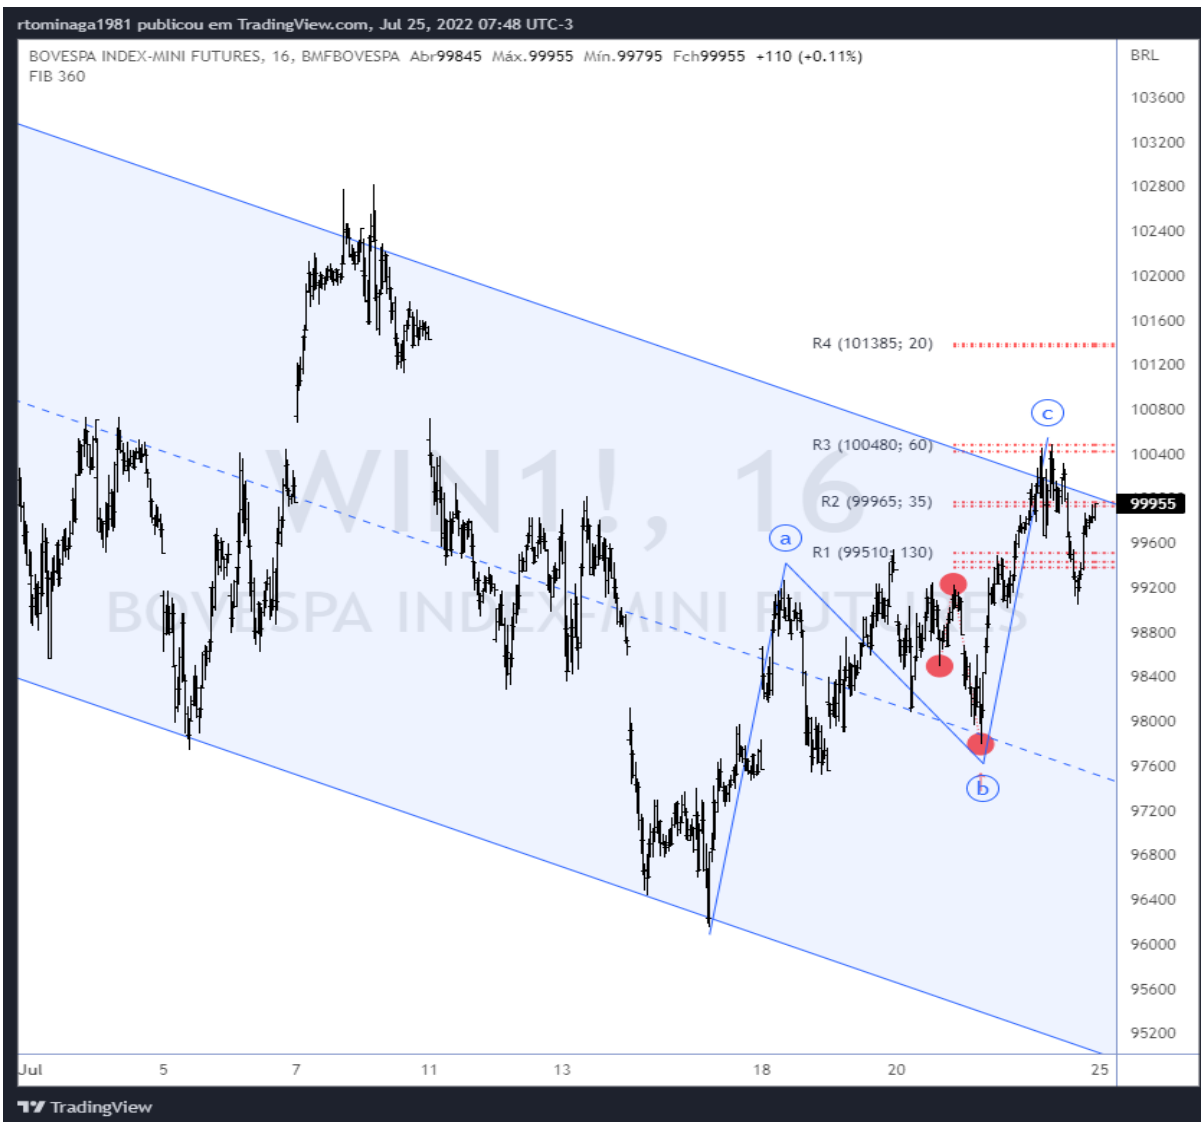 rtominaga1981 publicou em TradingView.com, Jul 25, 2022 07:48 UTC-3
BOVESPA INDEX-MINI FUTURES, 16, BMFBOVESPA Abr99845 Máx.99955 Mín.99795 Fch99955 +110 (+0.11%)
FIB 360
BRL
103600
103200
102800
102400
102000
101600
R4 (101385; 20)
101200
100800
c
R3 (100480; 60)
100400
WIN1!, 16
R2 (99965; 35)
99955
a
99600
R1 (99510; 130)
99200
BOVESPA INDEX-MINI FUTURES
98800
98400
98000
97600
b
97200
96800
96400
96000
95600
95200
Jul 5 7 11 13 18 20 25
TradingView